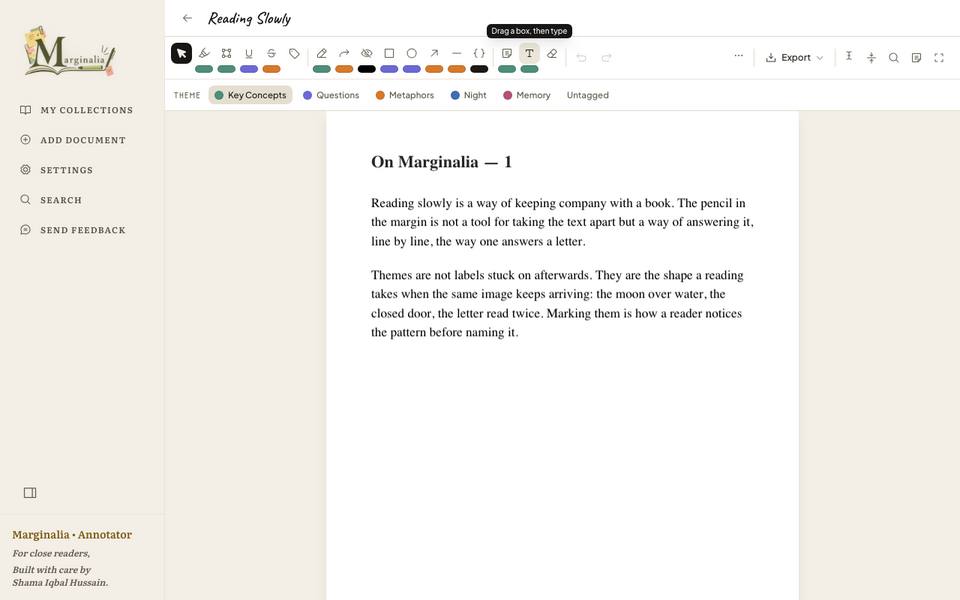 Marginalia
MY COLLECTIONS
ADD DOCUMENT
SETTINGS
SEARCH
SEND FEEDBACK
Marginalia • Annotator
For close readers,
Built with care by
Shama Iqbal Hussain.
Reading Slowly
Drag a box, then type
T
Export
THEME
Key Concepts
Questions
Metaphors
Night
Memory
Untagged
On Marginalia — 1
Reading slowly is a way of keeping company with a book. The pencil in
the margin is not a tool for taking the text apart but a way of answering it,
line by line, the way one answers a letter.
Themes are not labels stuck on afterwards. They are the shape a reading
takes when the same image keeps arriving: the moon over water, the
closed door, the letter read twice. Marking them is how a reader notices
the pattern before naming it.